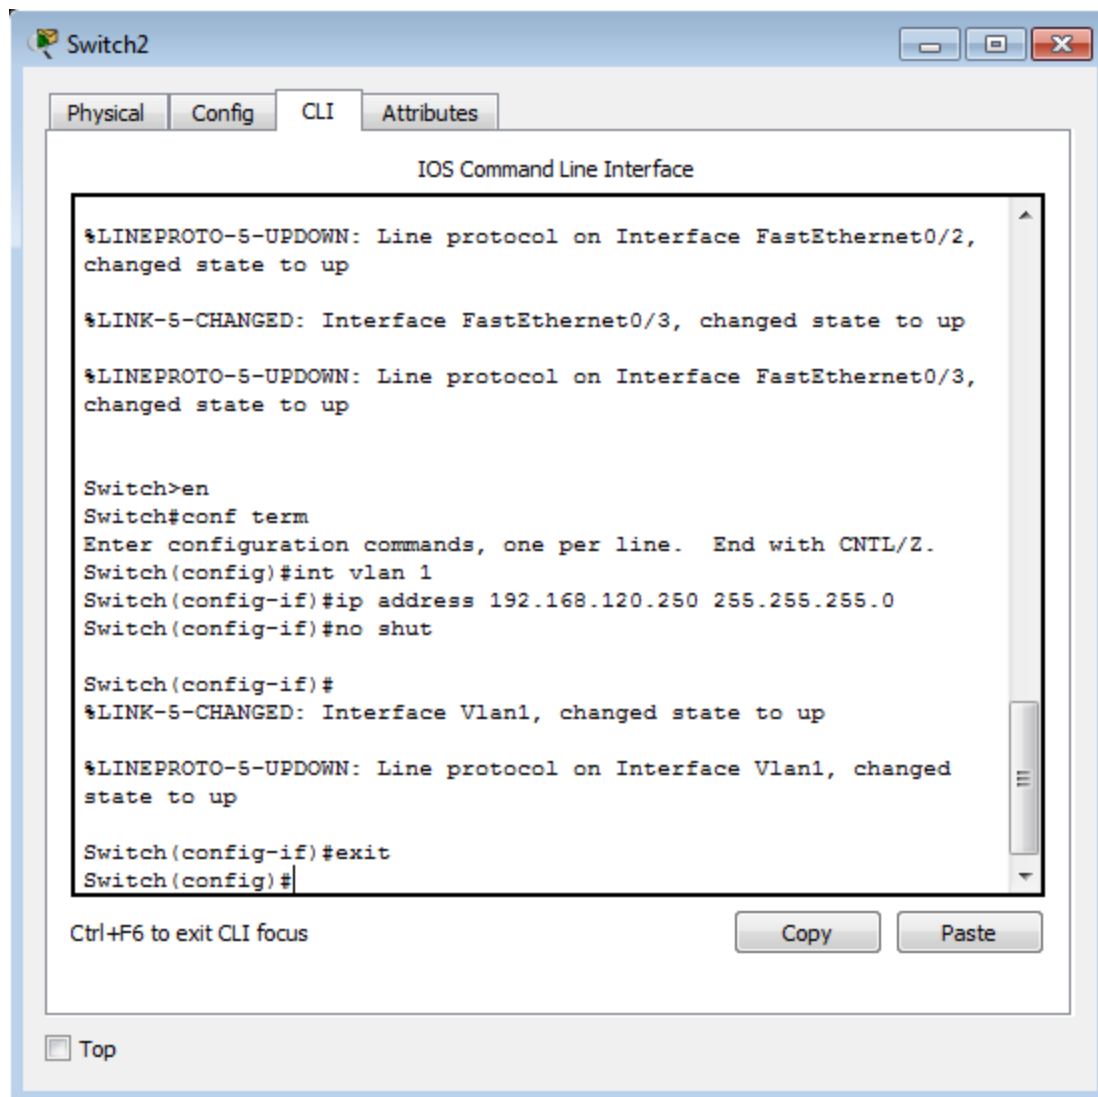 Switch2
Physical Config CLI Attributes
IOS Command Line Interface
%LINEPROTO-5-UPDOWN: Line protocol on Interface FastEthernet0/2,
changed state to up
%LINK-5-CHANGED: Interface FastEthernet0/3, changed state to up
%LINEPROTO-5-UPDOWN: Line protocol on Interface FastEthernet0/3,
changed state to up
Switch>en
Switch#conf term
Enter configuration commands, one per line.  End with CNTL/Z.
Switch(config)#int vlan 1
Switch(config-if)#ip address 192.168.120.250 255.255.255.0
Switch(config-if)#no shut
Switch(config-if)#
%LINK-5-CHANGED: Interface Vlan1, changed state to up
%LINEPROTO-5-UPDOWN: Line protocol on Interface Vlan1, changed
state to up
Switch(config-if)#exit
Switch(config)#
Ctrl+F6 to exit CLI focus Copy Paste
Top